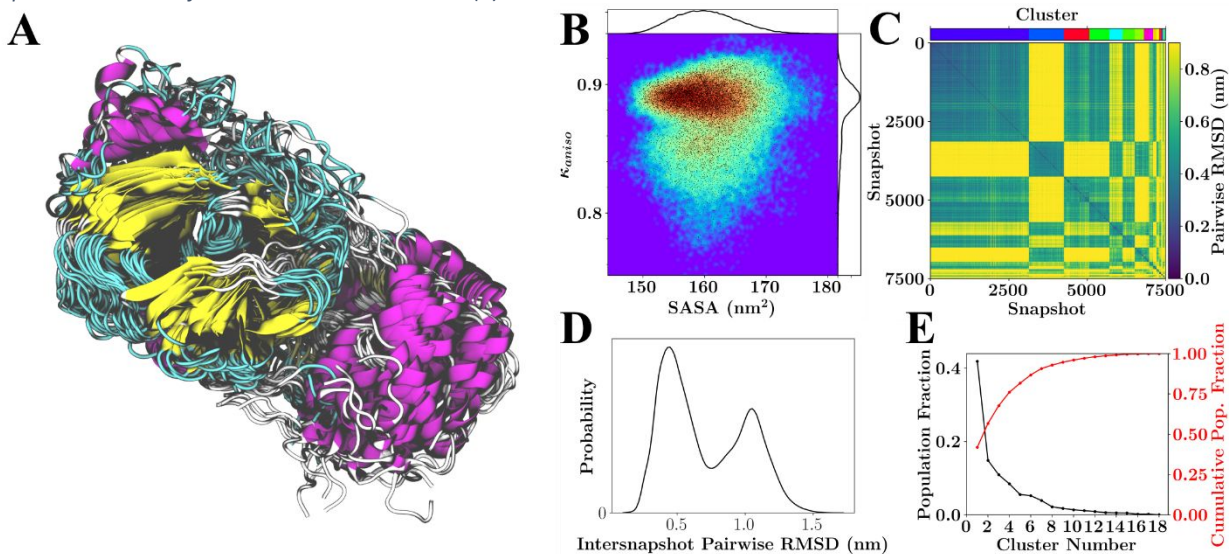 A
B
0.9
κaniso
0.8
150 160 170 180
SASA (nm²)
C
Cluster
0
2500
5000
7500
Snapshot
0 2500 5000 7500
Snapshot
0.8
0.6
0.4
0.2
0.0
Pairwise RMSD (nm)
D
Probability
0
0.5 1.0 1.5
Intersnapshot Pairwise RMSD (nm)
E
Population Fraction
0.4
0.2
0.0
0 2 4 6 8 10 12 14 16 18
Cluster Number
1.00
0.75
0.50
0.25
0.00
Cumulative Pop. Fraction